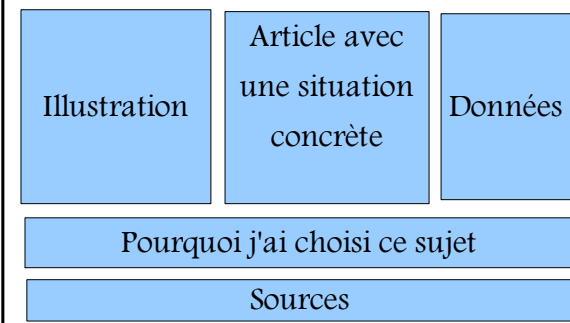 Illustration
Article avec
une situation
concrète
Données
Pourquoi j'ai choisi ce sujet
Sources